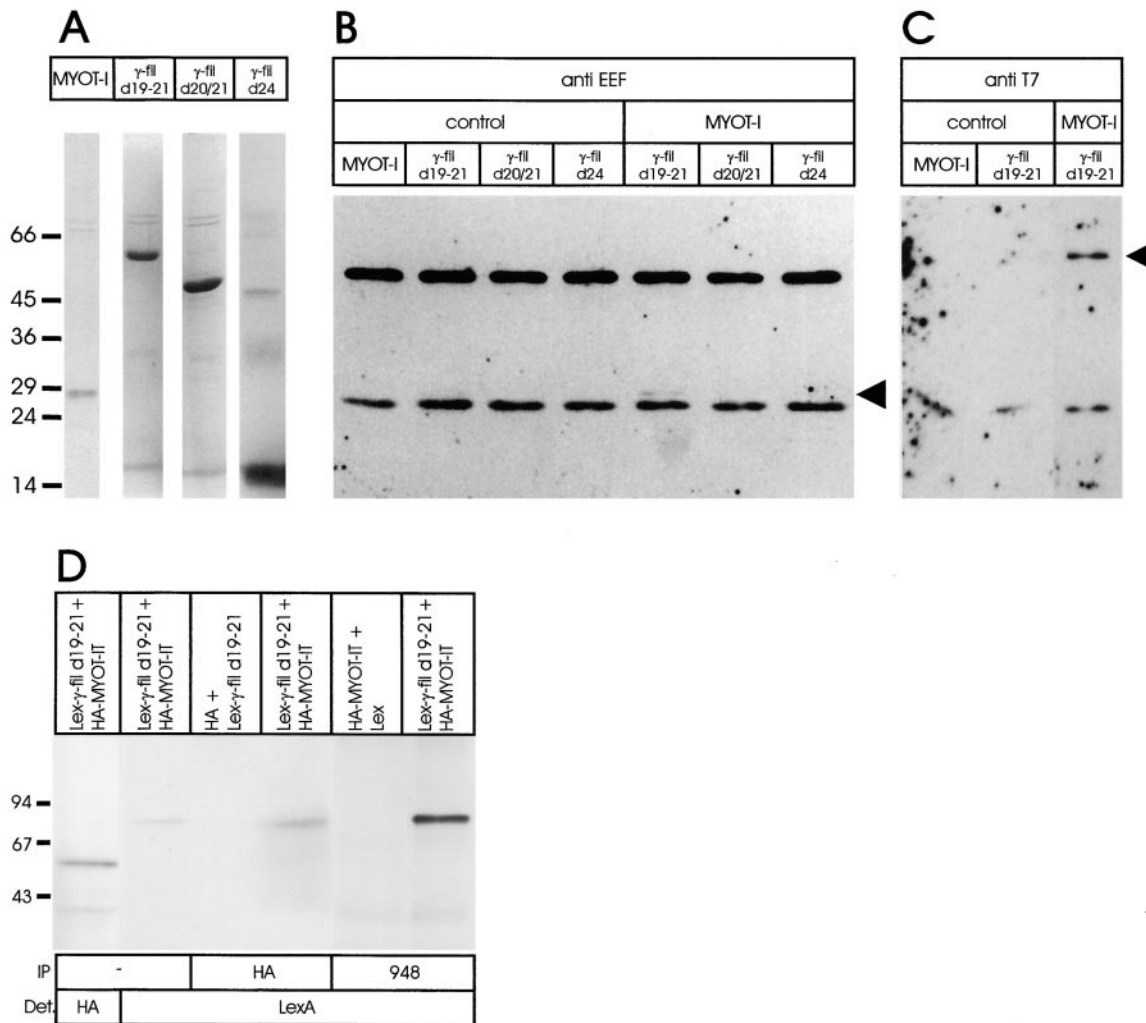 A
MYOT-I
γ-fil
d19-21
γ-fil
d20/21
γ-fil
d24
66
45
36
29
24
14
B
anti EEF
control
MYOT-I
MYOT-I
γ-fil
d19-21
γ-fil
d20/21
γ-fil
d24
γ-fil
d19-21
γ-fil
d20/21
γ-fil
d24
C
anti T7
control
MYOT-I
MYOT-I
γ-fil
d19-21
γ-fil
d19-21
D
Lex-γ-fil d19-21 +
HA-MYOT-IT
Lex-γ-fil d19-21 +
HA-MYOT-IT
HA +
Lex-γ-fil d19-21
Lex-γ-fil d19-21 +
HA-MYOT-IT
HA-MYOT-IT +
Lex
Lex-γ-fil d19-21 +
HA-MYOT-IT
94
67
43
IP - HA 948
Det. HA LexA